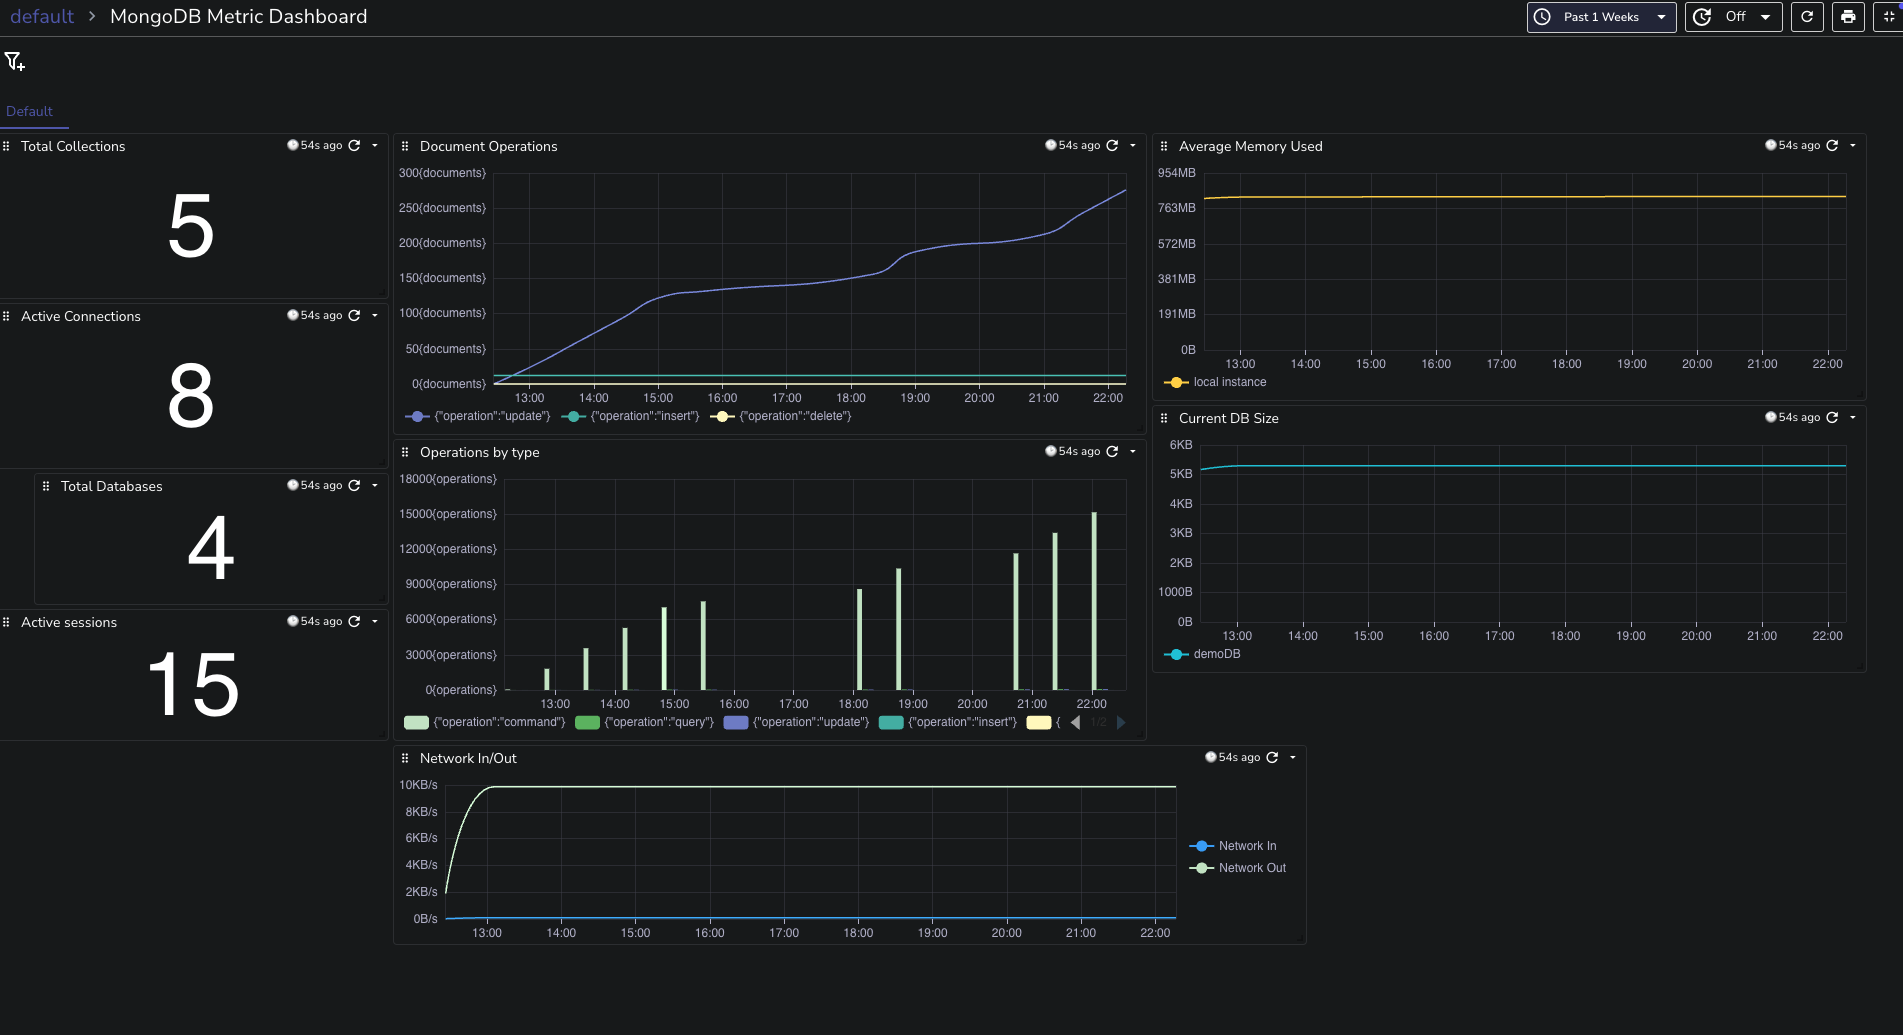 default > MongoDB Metric Dashboard
Past 1 Weeks
Off
Default
Total Collections
54s ago
5
Active Connections
54s ago
8
Total Databases
54s ago
4
Active sessions
54s ago
15
Document Operations
54s ago
300{documents}
250{documents}
200{documents}
150{documents}
100{documents}
50{documents}
0{documents}
13:00 14:00 15:00 16:00 17:00 18:00 19:00 20:00 21:00 22:00
{"operation":"update"} {"operation":"insert"} {"operation":"delete"}
Operations by type
54s ago
18000{operations}
15000{operations}
12000{operations}
9000{operations}
6000{operations}
3000{operations}
0{operations}
13:00 14:00 15:00 16:00 17:00 18:00 19:00 20:00 21:00 22:00
{"operation":"command"} {"operation":"query"} {"operation":"update"} {"operation":"insert"} { 1/2
Network In/Out
54s ago
10KB/s
8KB/s
6KB/s
4KB/s
2KB/s
0B/s
13:00 14:00 15:00 16:00 17:00 18:00 19:00 20:00 21:00 22:00
Network In
Network Out
Average Memory Used
54s ago
954MB
763MB
572MB
381MB
191MB
0B
13:00 14:00 15:00 16:00 17:00 18:00 19:00 20:00 21:00 22:00
local instance
Current DB Size
54s ago
6KB
5KB
4KB
3KB
2KB
1000B
0B
13:00 14:00 15:00 16:00 17:00 18:00 19:00 20:00 21:00 22:00
demoDB